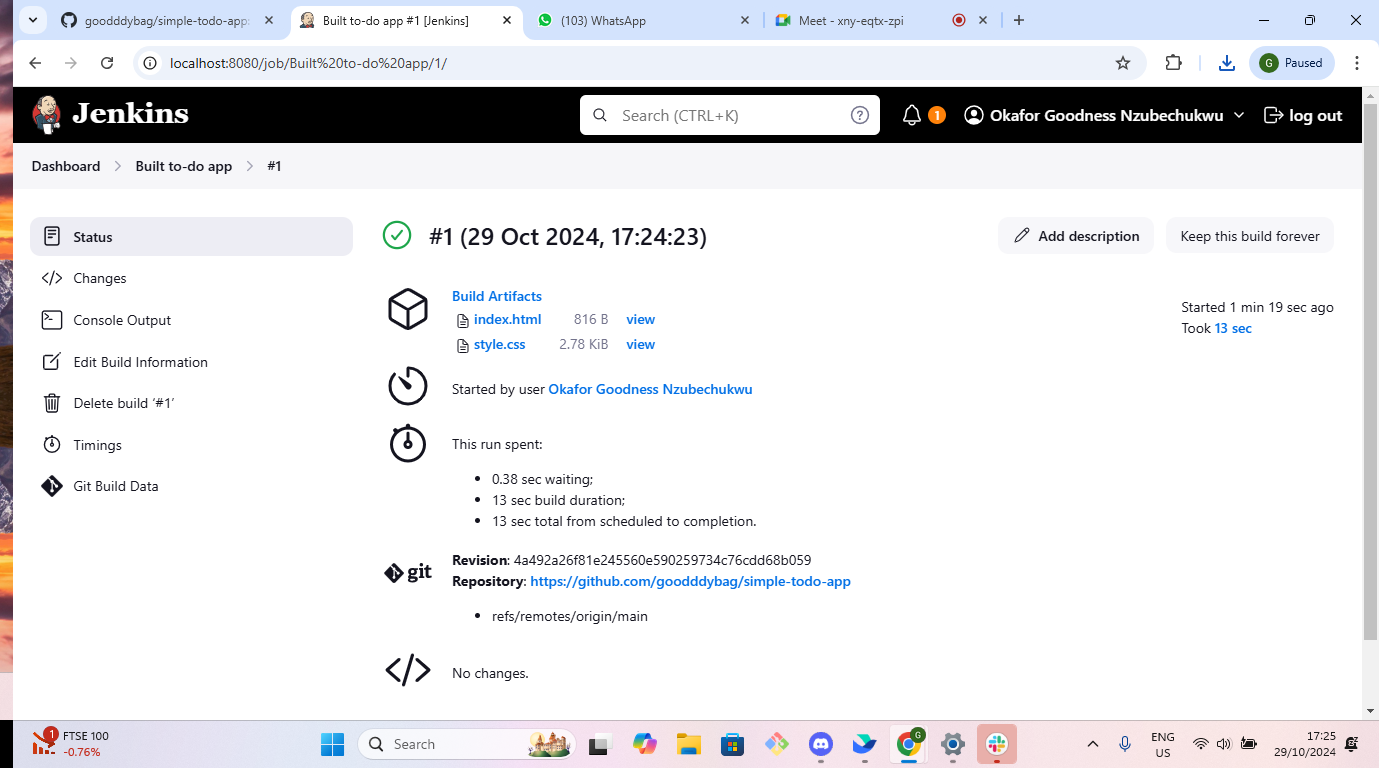 goodddybag/simple-todo-app:
Built to-do app #1 [Jenkins]
(103) WhatsApp
Meet - xny-eqtx-zpi
localhost:8080/job/Built%20to-do%20app/1/
G Paused
Jenkins
Search (CTRL+K)
1
Okafor Goodness Nzubechukwu
log out
Dashboard
Built to-do app
#1
Status
Changes
Console Output
Edit Build Information
Delete build ‘#1’
Timings
Git Build Data
#1 (29 Oct 2024, 17:24:23)
Add description
Keep this build forever
Build Artifacts
index.html 816 B view
style.css 2.78 KiB view
Started 1 min 19 sec ago
Took 13 sec
Started by user Okafor Goodness Nzubechukwu
This run spent:
0.38 sec waiting;
13 sec build duration;
13 sec total from scheduled to completion.
git
Revision: 4a492a26f81e245560e590259734c76cdd68b059
Repository: https://github.com/goodddybag/simple-todo-app
refs/remotes/origin/main
No changes.
1
FTSE 100
-0.76%
Search
G
ENG
US
17:25
29/10/2024